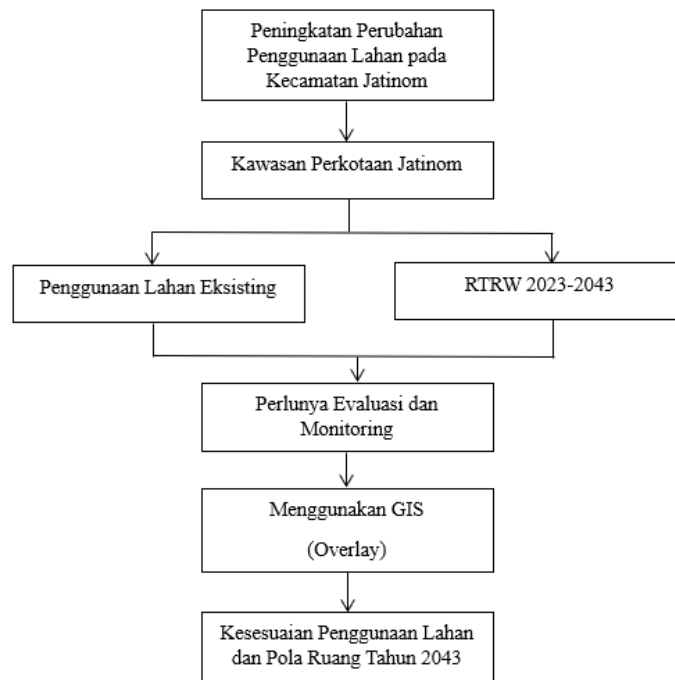 Peningkatan Perubahan
Penggunaan Lahan pada
Kecamatan Jatinom
Kawasan Perkotaan Jatinom
Penggunaan Lahan Eksisting
RTRW 2023-2043
Perlunya Evaluasi dan
Monitoring
Menggunakan GIS
(Overlay)
Kesesuaian Penggunaan Lahan
dan Pola Ruang Tahun 2043